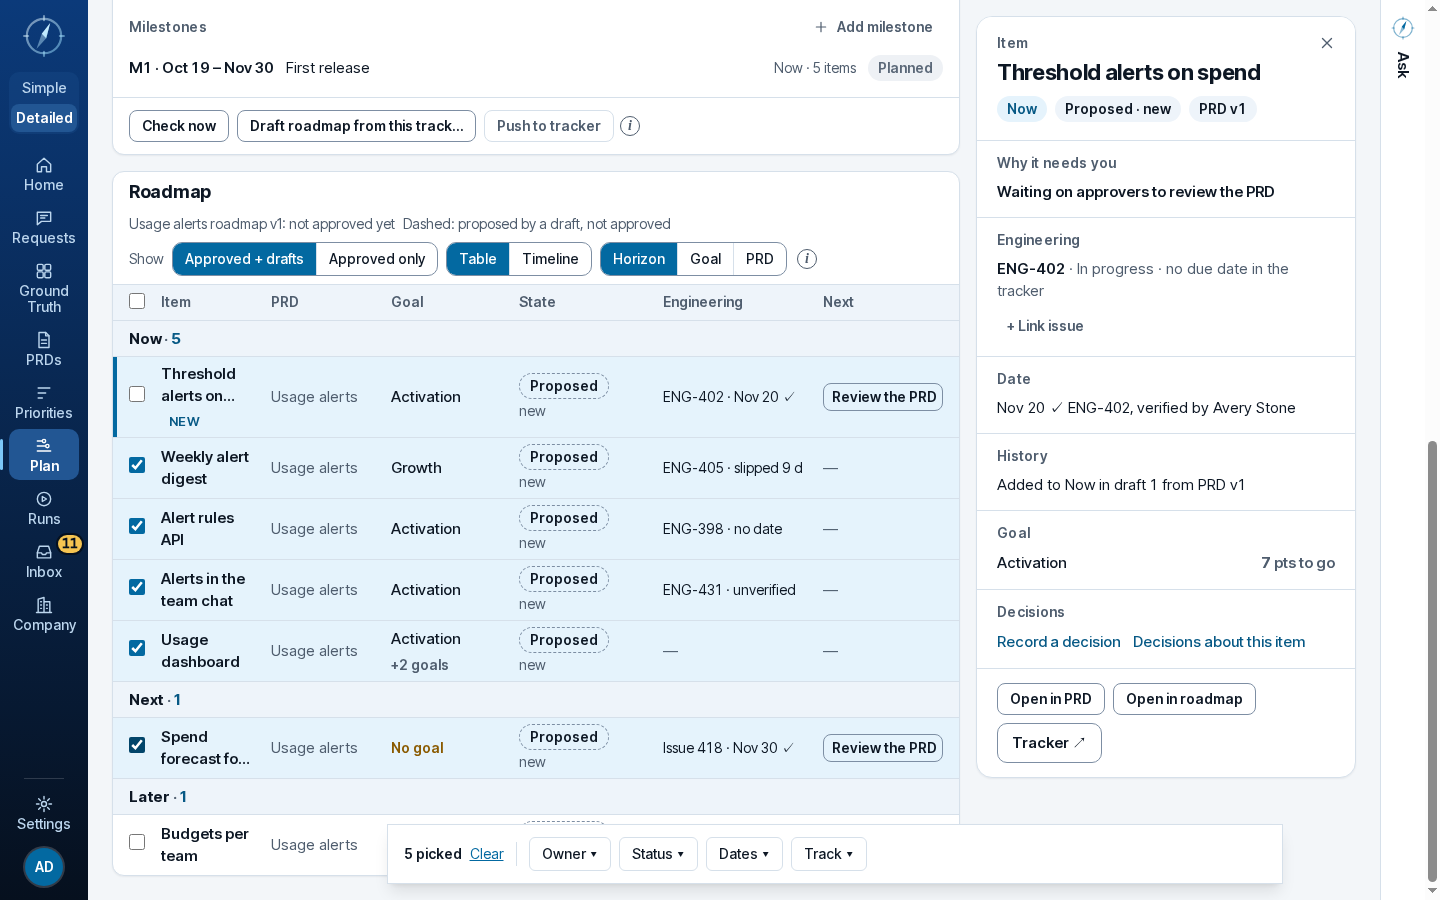 Simple
Detailed
Home
Requests
Ground
Truth
PRDs
Priorities
Plan
Runs
11
Inbox
Company
Settings
AD
Milestones
+ Add milestone
M1 · Oct 19 – Nov 30 First release
Now · 5 items Planned
Check now Draft roadmap from this track... Push to tracker i
Roadmap
Usage alerts roadmap v1: not approved yet Dashed: proposed by a draft, not approved
Show Approved + drafts Approved only Table Timeline Horizon Goal PRD i
Item PRD Goal State Engineering Next
Now · 5
Threshold
alerts on...
NEW
Usage alerts Activation Proposed
new
ENG-402 · Nov 20 ✓ Review the PRD
Weekly alert
digest
Usage alerts Growth Proposed
new
ENG-405 · slipped 9 d —
Alert rules
API
Usage alerts Activation Proposed
new
ENG-398 · no date —
Alerts in the
team chat
Usage alerts Activation Proposed
new
ENG-431 · unverified —
Usage
dashboard
Usage alerts Activation
+2 goals
Proposed
new
— —
Next · 1
Spend
forecast fo...
Usage alerts No goal Proposed
new
Issue 418 · Nov 30 ✓ Review the PRD
Later · 1
Budgets per
team
Usage alerts
5 picked Clear Owner ▾ Status ▾ Dates ▾ Track ▾
Item
Threshold alerts on spend
Now Proposed · new PRD v1
Why it needs you
Waiting on approvers to review the PRD
Engineering
ENG-402 · In progress · no due date in the
tracker
+ Link issue
Date
Nov 20 ✓ ENG-402, verified by Avery Stone
History
Added to Now in draft 1 from PRD v1
Goal
Activation 7 pts to go
Decisions
Record a decision Decisions about this item
Open in PRD Open in roadmap
Tracker ↗
Ask